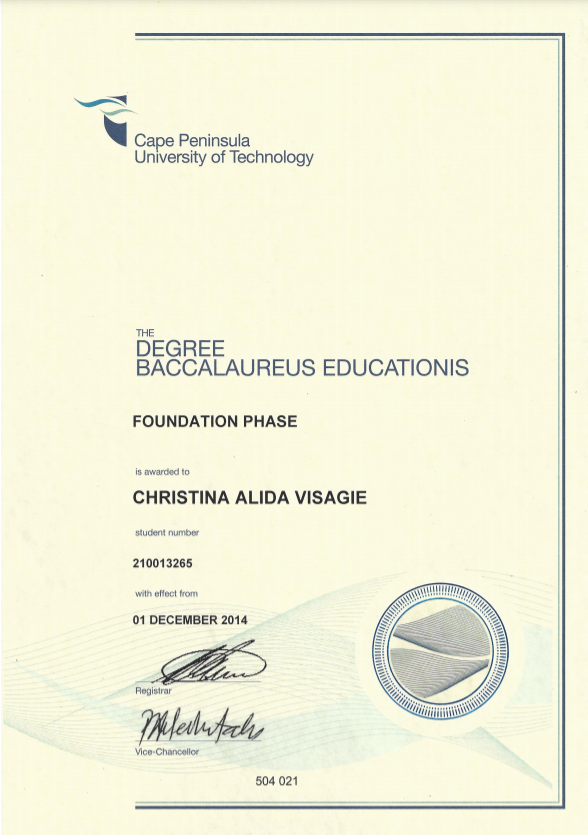 Cape Peninsula
University of Technology
THE
DEGREE
BACCALAUREUS EDUCATIONIS
FOUNDATION PHASE
is awarded to
CHRISTINA ALIDA VISAGIE
student number
210013265
with effect from
01 DECEMBER 2014
Registrar
Vice-Chancellor
504 021